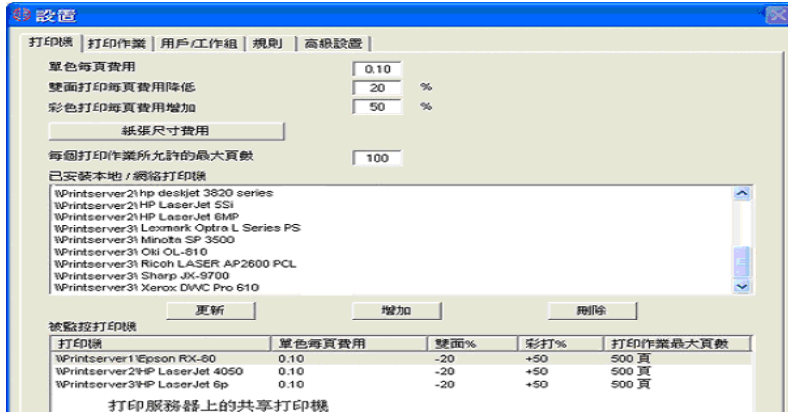 設置
打印機 打印作業 用戶/工作組 規則 高級設置
單色每頁費用 0.10
雙面打印每頁費用降低 20 %
彩色打印每頁費用增加 50 %
紙張尺寸費用
每個打印作業所允許的最大頁數 100
已安裝本地 / 網絡打印機
\\Printserver2\hp deskjet 3820 series
\\Printserver2\HP LaserJet 5Si
\\Printserver2\HP LaserJet 6MP
\\Printserver3\ Lexmark Optra L Series PS
\\Printserver3\ Minolta SP 3500
\\Printserver3\ Oki OL-810
\\Printserver3\ Ricoh LASER AP2600 PCL
\\Printserver3\ Sharp JX-9700
\\Printserver3\ Xerox DWC Pro 610
更新 增加 刪除
被監控打印機
打印機 單色每頁費用 雙面% 彩打% 打印作業最大頁數
\\Printserver1\Epson RX-80 0.10 -20 +50 500 頁
\\Printserver2\HP LaserJet 4050 0.10 -20 +50 500 頁
\\Printserver3\HP LaserJet 6p 0.10 -20 +50 500 頁
打印服務器上的共享打印機